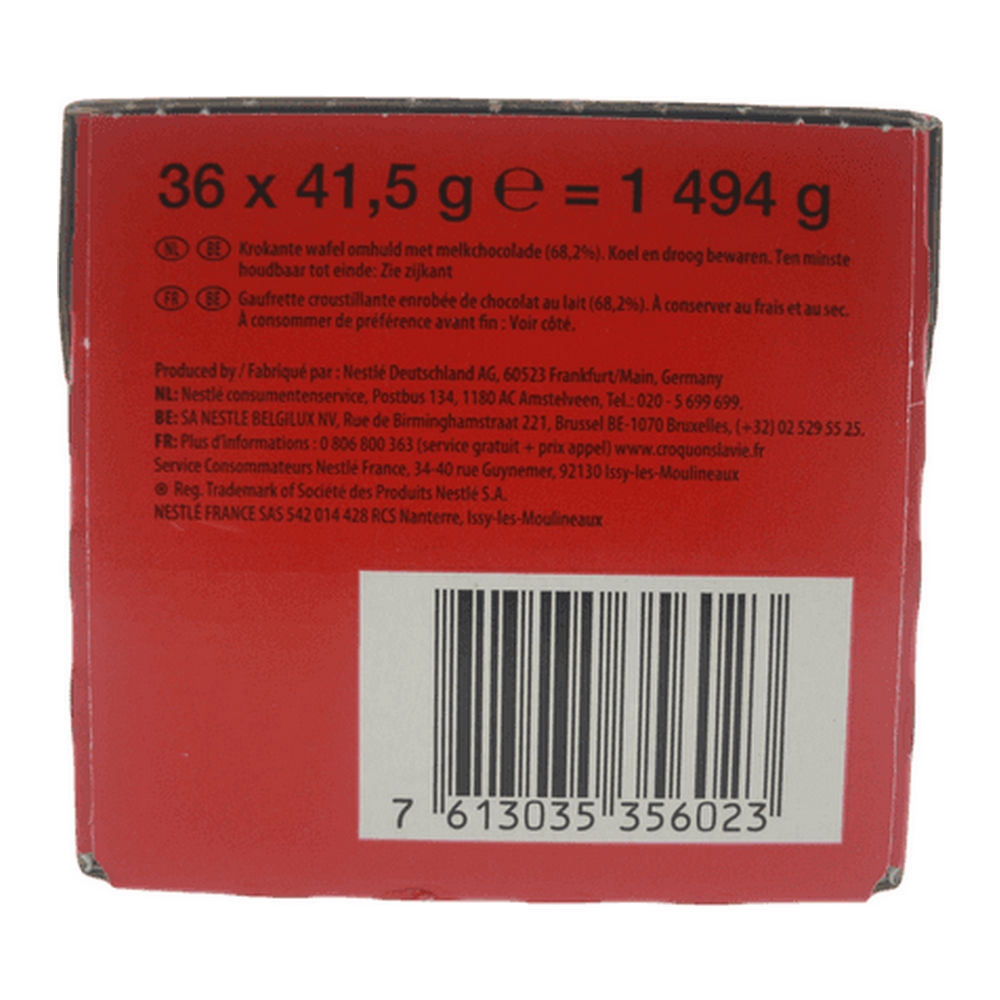 36 x 41,5 g ℮ = 1 494 g
NL BE Krokante wafel omhuld met melkchocolade (68,2%). Koel en droog bewaren. Ten minste
houdbaar tot einde: Zie zijkant
FR BE Gaufrette croustillante enrobée de chocolat au lait (68,2%). À conserver au frais et au sec.
À consommer de préférence avant fin : Voir côté.
Produced by / Fabriqué par : Nestlé Deutschland AG, 60523 Frankfurt/Main, Germany
NL: Nestlé consumentenservice, Postbus 134, 1180 AC Amstelveen, Tel.: 020 - 5 699 699.
BE: SA NESTLE BELGILUX NV, Rue de Birminghamstraat 221, Brussel BE-1070 Bruxelles, (+32) 02 529 55 25.
FR: Plus d'informations : 0 806 800 363 (service gratuit + prix appel) www.croquonslavie.fr
Service Consommateurs Nestlé France, 34-40 rue Guynemer, 92130 Issy-les-Moulineaux
® Reg. Trademark of Société des Produits Nestlé S.A.
NESTLÉ FRANCE SAS 542 014 428 RCS Nanterre, Issy-les-Moulineaux
7 613035 356023